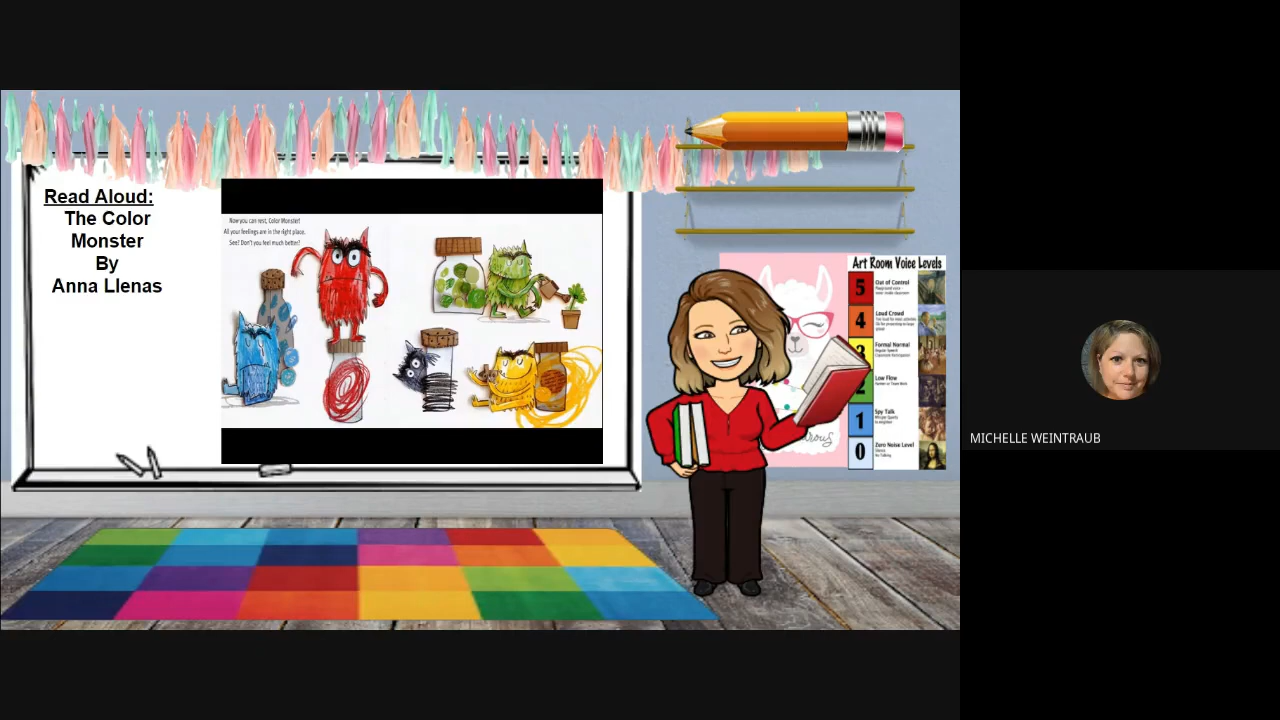 Read Aloud:
The Color
Monster
By
Anna Llenas
Now you can rest, Color Monster!
All your feelings are in the right place.
See? Don't you feel much better?
Art Room Voice Levels
5
Out of Control
4
Loud Crowd
3
Formal Normal
Low Flow
1
Spy Talk
0
Zero Noise Level
MICHELLE WEINTRAUB